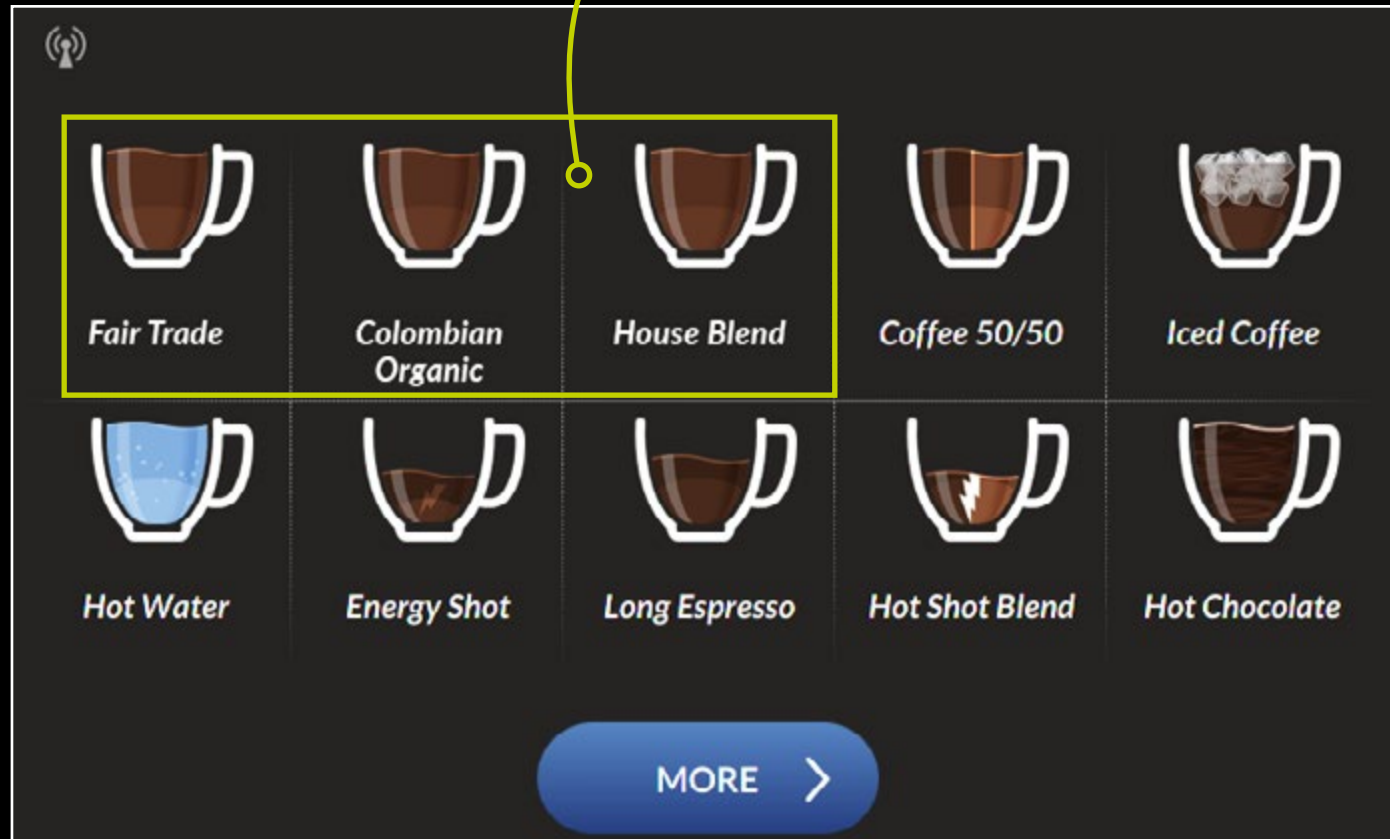 Fair Trade
Colombian
Organic
House Blend
Coffee 50/50
Iced Coffee
Hot Water
Energy Shot
Long Espresso
Hot Shot Blend
Hot Chocolate
MORE